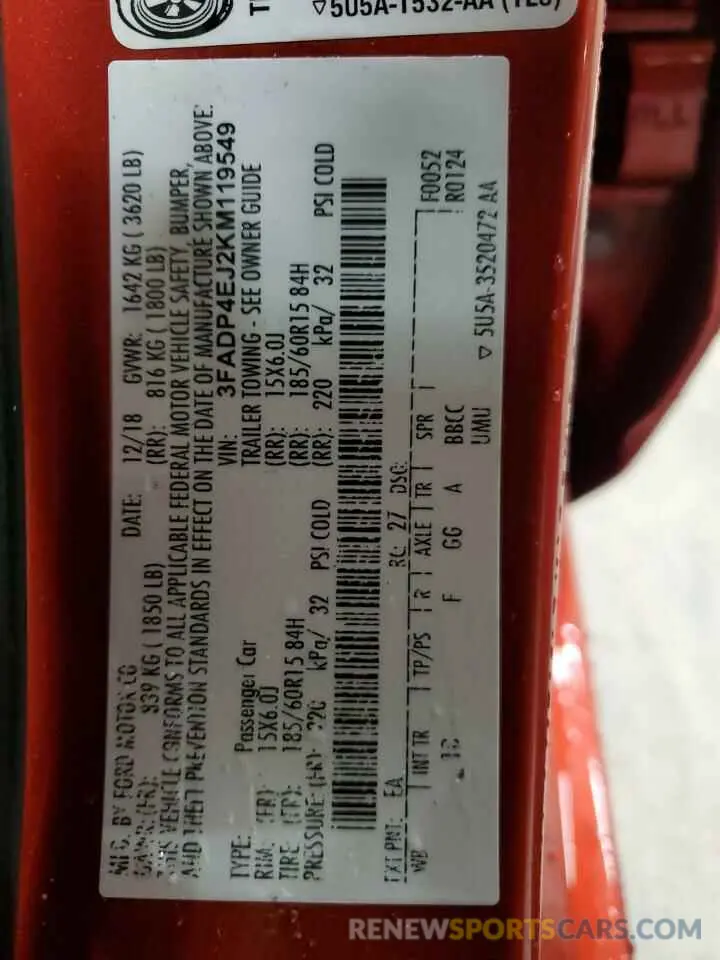 5U5A-1532-AA
MFD. BY FORD MOTOR CO DATE: 12/18 GVWR: 1642 KG ( 3620 LB)
GAWR: (FR): 839 KG ( 1850 LB) (RR): 816 KG ( 1800 LB)
THIS VEHICLE CONFORMS TO ALL APPLICABLE FEDERAL MOTOR VEHICLE SAFETY, BUMPER,
AND THEFT PREVENTION STANDARDS IN EFFECT ON THE DATE OF MANUFACTURE SHOWN ABOVE.
VIN: 3FADP4EJ2KM119549
TYPE: Passenger Car TRAILER TOWING - SEE OWNER GUIDE
RIM: (FR): 15X6.0J (RR): 15X6.0J
TIRE: (FR): 185/60R15 84H (RR): 185/60R15 84H
PRESSURE: (FR): 220 kPa/ 32 PSI COLD (RR): 220 kPa/ 32 PSI COLD
EXT PNT: EA RC: 27 DSO: F0052
WB INT TR TP/PS R AXLE TR SPR R0124
F GG A BBCC
UMU ▽ 5U5A-3520472 AA
RENEWSPORTSCARS.COM